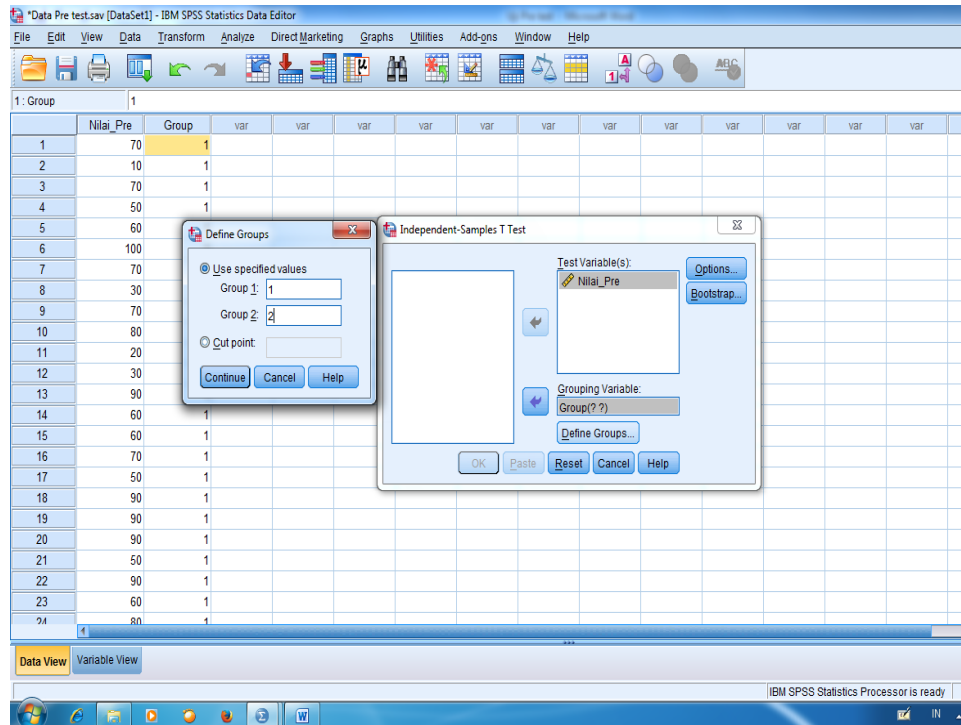 *Data Pre test.sav [DataSet1] - IBM SPSS Statistics Data Editor
File Edit View Data Transform Analyze Direct Marketing Graphs Utilities Add-ons Window Help
1 : Group 1
Nilai_Pre Group var var var var var var var var var var var var
1 70 1
2 10 1
3 70 1
4 50 1
5 60
6 100
7 70
8 30
9 70
10 80
11 20
12 30
13 90
14 60 1
15 60 1
16 70 1
17 50 1
18 90 1
19 90 1
20 90 1
21 50 1
22 90 1
23 60 1
24 80 1
Define Groups
Use specified values
Group 1: 1
Group 2: 2
Cut point:
Continue Cancel Help
Independent-Samples T Test
Test Variable(s):
Nilai_Pre
Options...
Bootstrap...
Grouping Variable:
Group(? ?)
Define Groups...
OK Paste Reset Cancel Help
Data View Variable View
IBM SPSS Statistics Processor is ready
IN